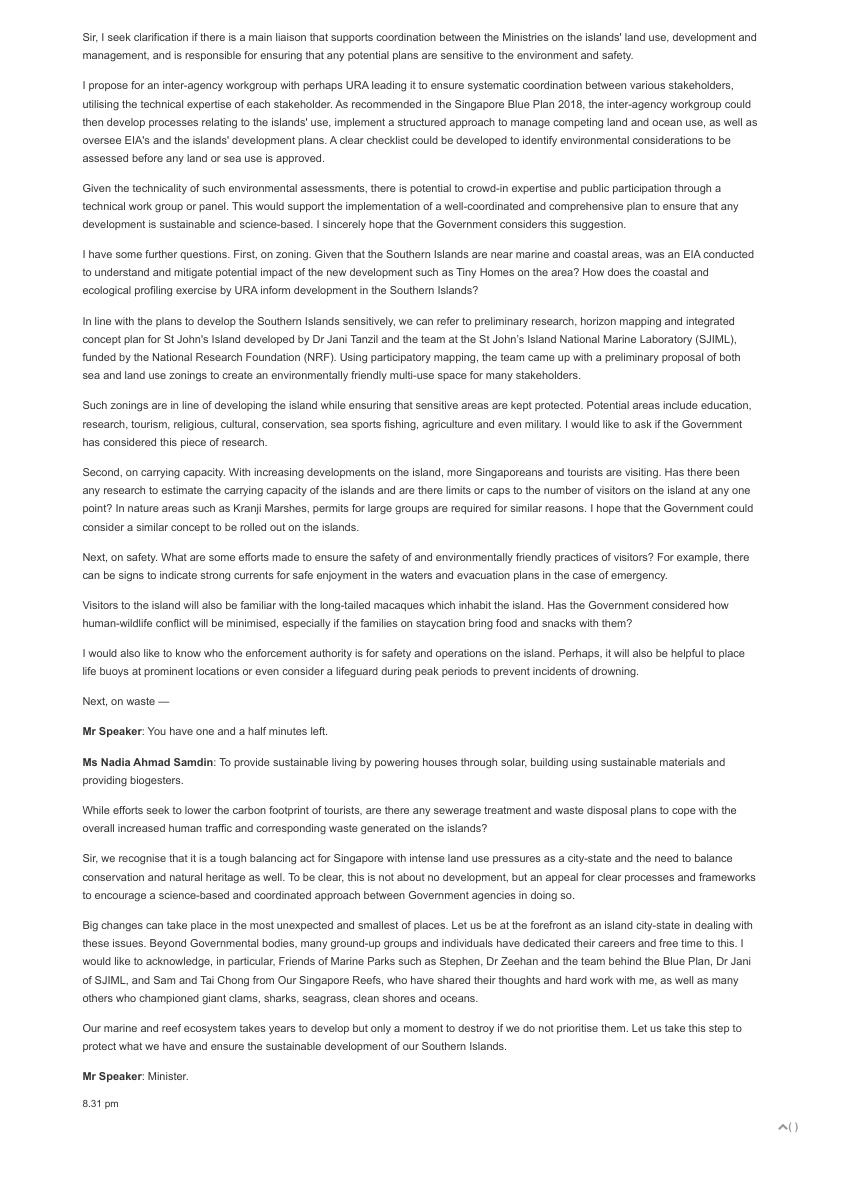 Sir, I seek clarification if there is a main liaison that supports coordination between the Ministries on the islands' land use, development and
management, and is responsible for ensuring that any potential plans are sensitive to the environment and safety.
I propose for an inter-agency workgroup with perhaps URA leading it to ensure systematic coordination between various stakeholders,
utilising the technical expertise of each stakeholder. As recommended in the Singapore Blue Plan 2018, the inter-agency workgroup could
then develop processes relating to the islands' use, implement a structured approach to manage competing land and ocean use, as well as
oversee EIA's and the islands' development plans. A clear checklist could be developed to identify environmental considerations to be
assessed before any land or sea use is approved.
Given the technicality of such environmental assessments, there is potential to crowd-in expertise and public participation through a
technical work group or panel. This would support the implementation of a well-coordinated and comprehensive plan to ensure that any
development is sustainable and science-based. I sincerely hope that the Government considers this suggestion.
I have some further questions. First, on zoning. Given that the Southern Islands are near marine and coastal areas, was an EIA conducted
to understand and mitigate potential impact of the new development such as Tiny Homes on the area? How does the coastal and
ecological profiling exercise by URA inform development in the Southern Islands?
In line with the plans to develop the Southern Islands sensitively, we can refer to preliminary research, horizon mapping and integrated
concept plan for St John's Island developed by Dr Jani Tanzil and the team at the St John's Island National Marine Laboratory (SJIML),
funded by the National Research Foundation (NRF). Using participatory mapping, the team came up with a preliminary proposal of both
sea and land use zonings to create an environmentally friendly multi-use space for many stakeholders.
Such zonings are in line of developing the island while ensuring that sensitive areas are kept protected. Potential areas include education,
research, tourism, religious, cultural, conservation, sea sports fishing, agriculture and even military. I would like to ask if the Government
has considered this piece of research.
Second, on carrying capacity. With increasing developments on the island, more Singaporeans and tourists are visiting. Has there been
any research to estimate the carrying capacity of the islands and are there limits or caps to the number of visitors on the island at any one
point? In nature areas such as Kranji Marshes, permits for large groups are required for similar reasons. I hope that the Government could
consider a similar concept to be rolled out on the islands.
Next, on safety. What are some efforts made to ensure the safety of and environmentally friendly practices of visitors? For example, there
can be signs to indicate strong currents for safe enjoyment in the waters and evacuation plans in the case of emergency.
Visitors to the island will also be familiar with the long-tailed macaques which inhabit the island. Has the Government considered how
human-wildlife conflict will be minimised, especially if the families on staycation bring food and snacks with them?
I would also like to know who the enforcement authority is for safety and operations on the island. Perhaps, it will also be helpful to place
life buoys at prominent locations or even consider a lifeguard during peak periods to prevent incidents of drowning.
Next, on waste —
Mr Speaker: You have one and a half minutes left.
Ms Nadia Ahmad Samdin: To provide sustainable living by powering houses through solar, building using sustainable materials and
providing biogesters.
While efforts seek to lower the carbon footprint of tourists, are there any sewerage treatment and waste disposal plans to cope with the
overall increased human traffic and corresponding waste generated on the islands?
Sir, we recognise that it is a tough balancing act for Singapore with intense land use pressures as a city-state and the need to balance
conservation and natural heritage as well. To be clear, this is not about no development, but an appeal for clear processes and frameworks
to encourage a science-based and coordinated approach between Government agencies in doing so.
Big changes can take place in the most unexpected and smallest of places. Let us be at the forefront as an island city-state in dealing with
these issues. Beyond Governmental bodies, many ground-up groups and individuals have dedicated their careers and free time to this. I
would like to acknowledge, in particular, Friends of Marine Parks such as Stephen, Dr Zeehan and the team behind the Blue Plan, Dr Jani
of SJIML, and Sam and Tai Chong from Our Singapore Reefs, who have shared their thoughts and hard work with me, as well as many
others who championed giant clams, sharks, seagrass, clean shores and oceans.
Our marine and reef ecosystem takes years to develop but only a moment to destroy if we do not prioritise them. Let us take this step to
protect what we have and ensure the sustainable development of our Southern Islands.
Mr Speaker: Minister.
8.31 pm
( )